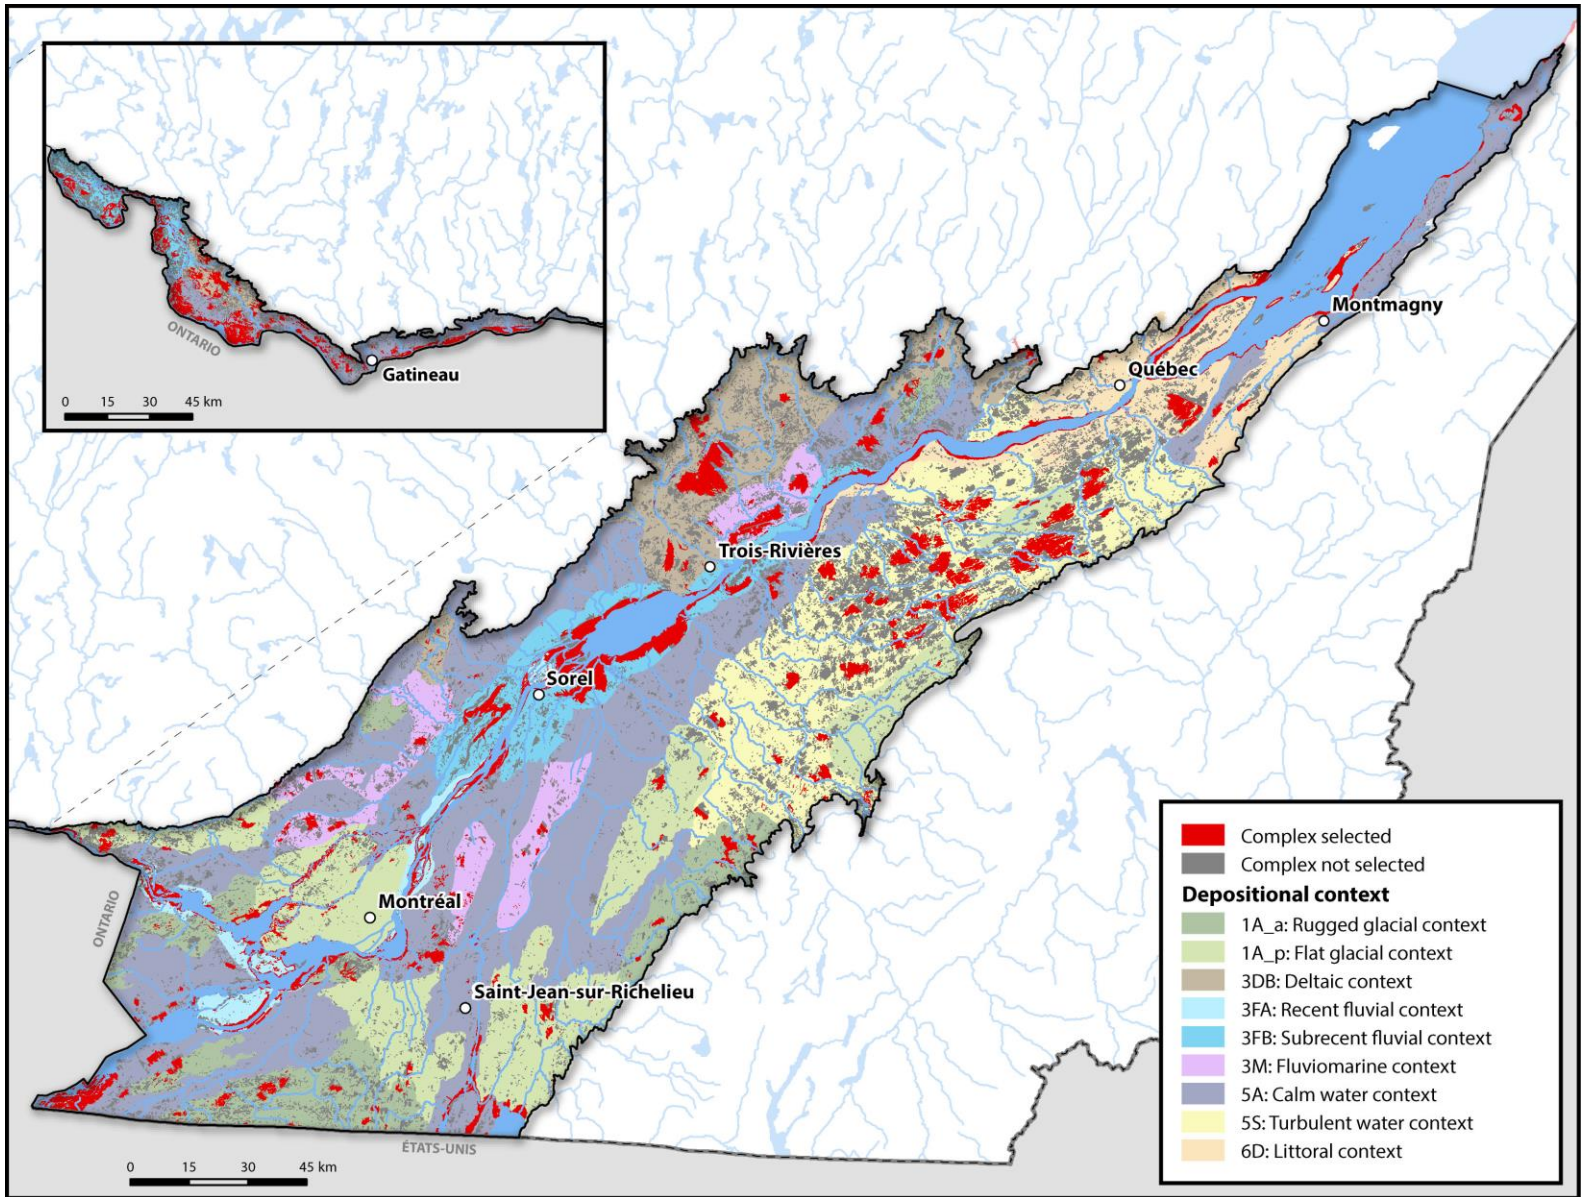 ONTARIO
Gatineau
0 15 30 45 km
Montmagny
Québec
Trois-Rivières
Sorel
Montréal
ONTARIO
Saint-Jean-sur-Richelieu
ÉTATS-UNIS
0 15 30 45 km
Complex selected
Complex not selected
Depositional context
1A_a: Rugged glacial context
1A_p: Flat glacial context
3DB: Deltaic context
3FA: Recent fluvial context
3FB: Subrecent fluvial context
3M: Fluviomarine context
5A: Calm water context
5S: Turbulent water context
6D: Littoral context